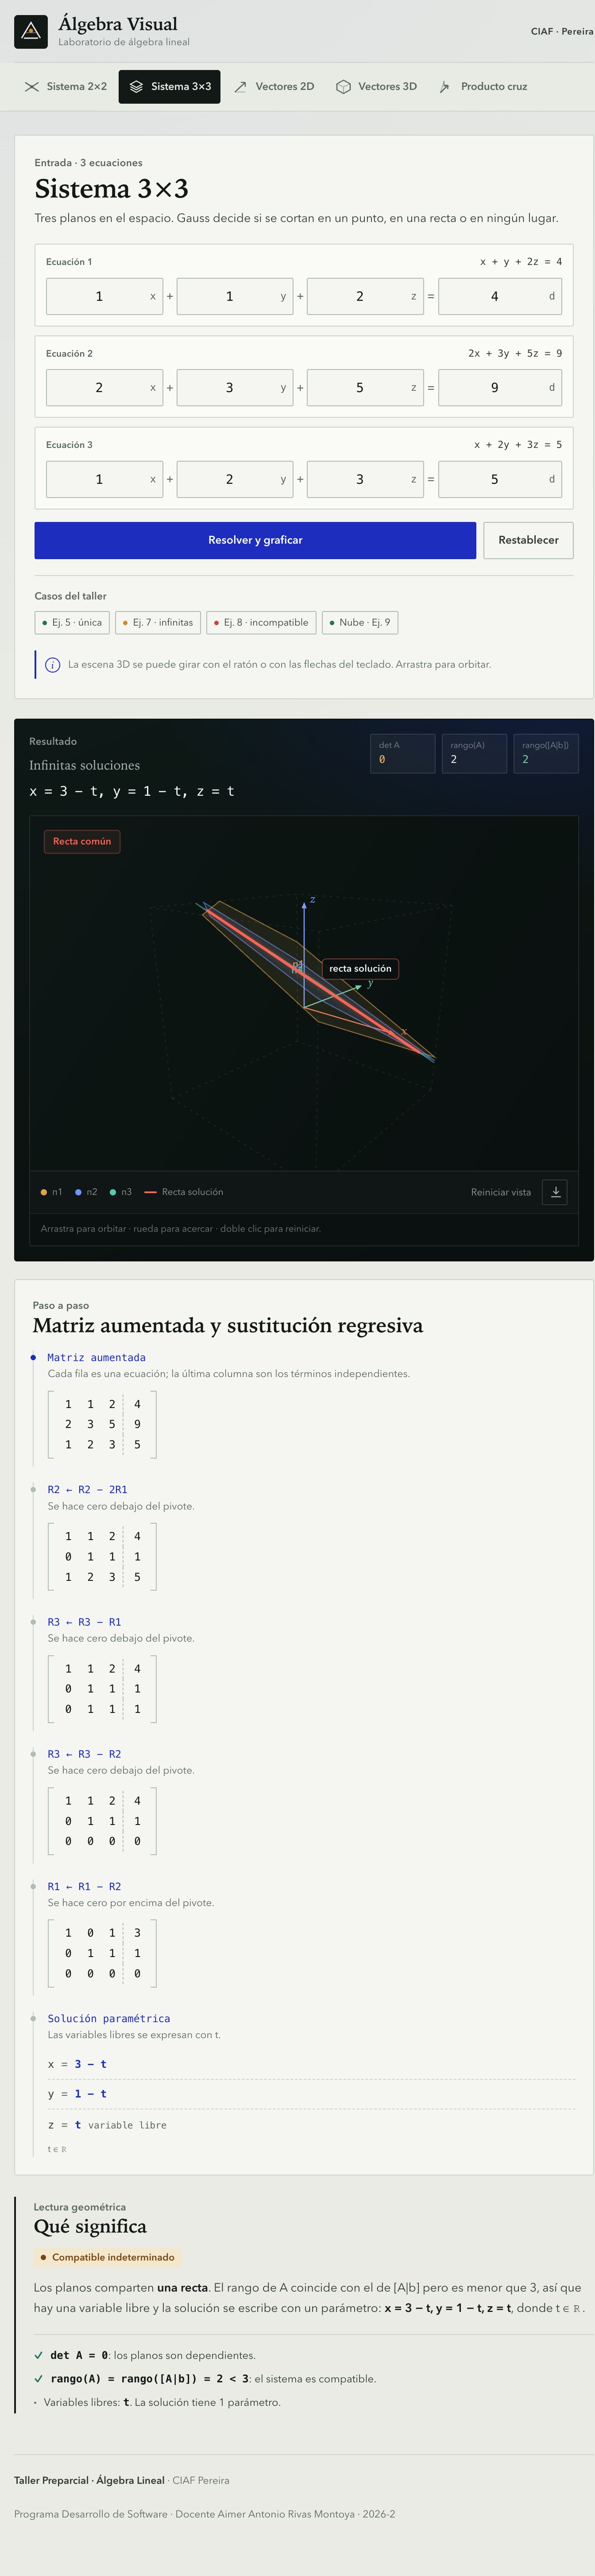 Álgebra Visual
Laboratorio de álgebra lineal
CIAF · Pereira
Sistema 2×2
Sistema 3×3
Vectores 2D
Vectores 3D
Producto cruz
Entrada · 3 ecuaciones
Sistema 3×3
Tres planos en el espacio. Gauss decide si se cortan en un punto, en una recta o en ningún lugar.
Ecuación 1
x + y + 2z = 4
1 x + 1 y + 2 z = 4 d
Ecuación 2
2x + 3y + 5z = 9
2 x + 3 y + 5 z = 9 d
Ecuación 3
x + 2y + 3z = 5
1 x + 2 y + 3 z = 5 d
Resolver y graficar
Restablecer
Casos del taller
Ej. 5 · única
Ej. 7 · infinitas
Ej. 8 · incompatible
Nube · Ej. 9
i La escena 3D se puede girar con el ratón o con las flechas del teclado. Arrastra para orbitar.
Resultado
Infinitas soluciones
x = 3 − t, y = 1 − t, z = t
det A
0
rango(A)
2
rango([A|b])
2
Recta común
z
recta solución
y
x
n1
n2
n3
Recta solución
Reiniciar vista
Arrastra para orbitar · rueda para acercar · doble clic para reiniciar.
Paso a paso
Matriz aumentada y sustitución regresiva
Matriz aumentada
Cada fila es una ecuación; la última columna son los términos independientes.
1 1 2 4
2 3 5 9
1 2 3 5
R2 ← R2 − 2R1
Se hace cero debajo del pivote.
1 1 2 4
0 1 1 1
1 2 3 5
R3 ← R3 − R1
Se hace cero debajo del pivote.
1 1 2 4
0 1 1 1
0 1 1 1
R3 ← R3 − R2
Se hace cero debajo del pivote.
1 1 2 4
0 1 1 1
0 0 0 0
R1 ← R1 − R2
Se hace cero por encima del pivote.
1 0 1 3
0 1 1 1
0 0 0 0
Solución paramétrica
Las variables libres se expresan con t.
x = 3 − t
y = 1 − t
z = t variable libre
t ∈ ℝ
Lectura geométrica
Qué significa
Compatible indeterminado
Los planos comparten una recta. El rango de A coincide con el de [A|b] pero es menor que 3, así que
hay una variable libre y la solución se escribe con un parámetro: x = 3 − t, y = 1 − t, z = t, donde t ∈ ℝ.
det A = 0: los planos son dependientes.
rango(A) = rango([A|b]) = 2 < 3: el sistema es compatible.
· Variables libres: t. La solución tiene 1 parámetro.
Taller Preparcial · Álgebra Lineal · CIAF Pereira
Programa Desarrollo de Software · Docente Aimer Antonio Rivas Montoya · 2026-2